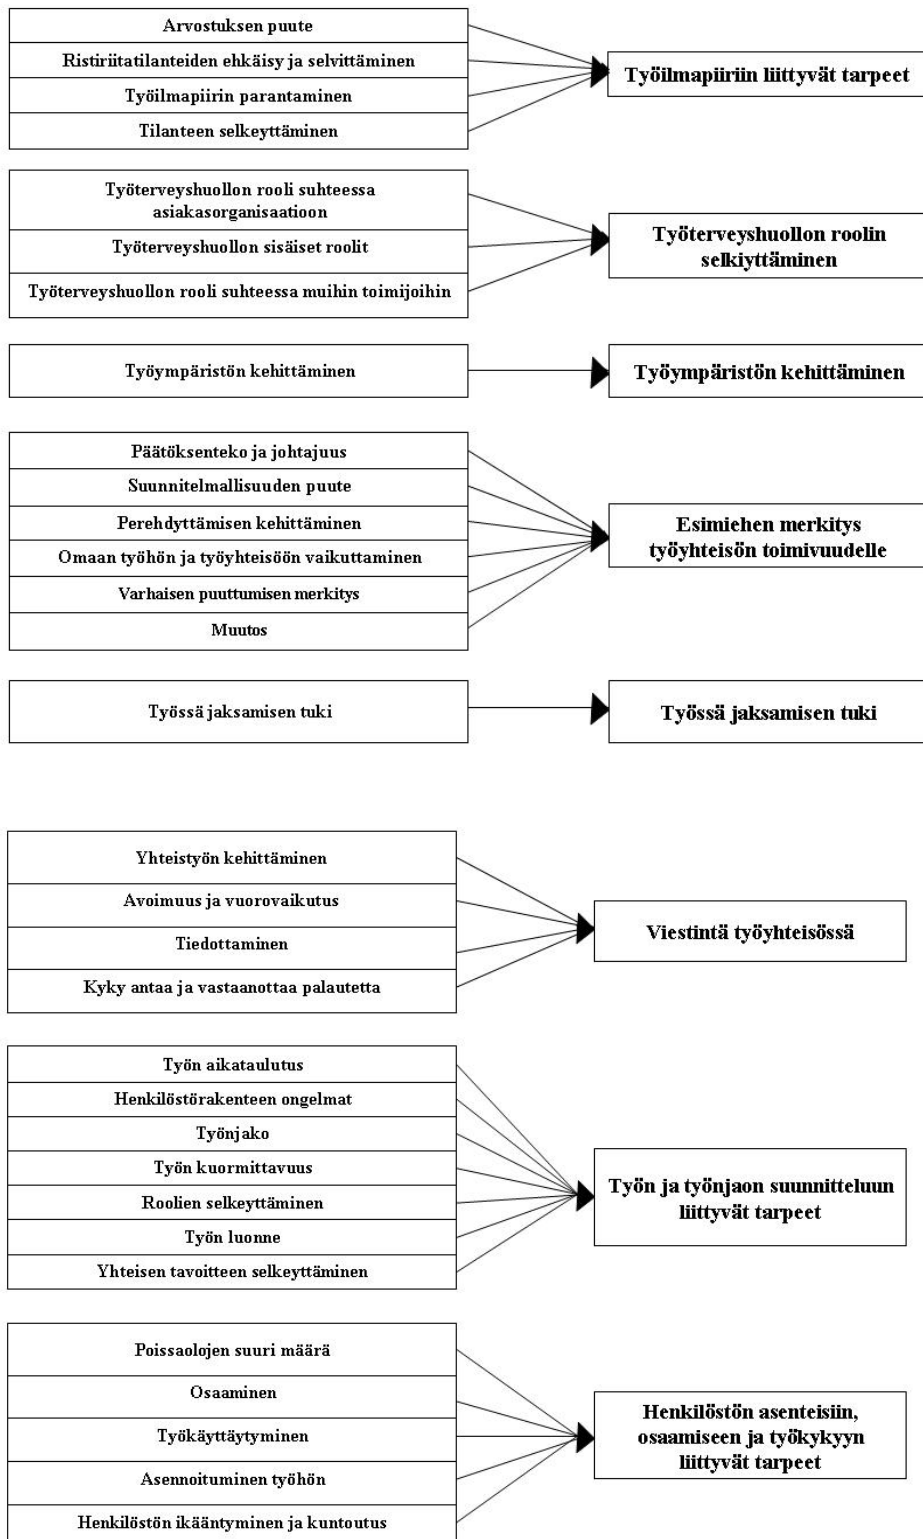 Arvostuksen puute
Ristiriitatilanteiden ehkäisy ja selvittäminen
Työilmapiirin parantaminen
Tilanteen selkeyttäminen
Työilmapiiriin liittyvät tarpeet
Työterveyshuollon rooli suhteessa
asiakasorganisaatioon
Työterveyshuollon sisäiset roolit
Työterveyshuollon rooli suhteessa muihin toimijoihin
Työterveyshuollon roolin
selkiyttäminen
Työympäristön kehittäminen
Työympäristön kehittäminen
Päätöksenteko ja johtajuus
Suunnitelmallisuuden puute
Perehdyttämisen kehittäminen
Omaan työhön ja työyhteisöön vaikuttaminen
Varhaisen puuttumisen merkitys
Muutos
Esimiehen merkitys
työyhteisön toimivuudelle
Työssä jaksamisen tuki
Työssä jaksamisen tuki
Yhteistyön kehittäminen
Avoimuus ja vuorovaikutus
Tiedottaminen
Kyky antaa ja vastaanottaa palautetta
Viestintä työyhteisössä
Työn aikataulutus
Henkilöstörakenteen ongelmat
Työnjako
Työn kuormittavuus
Roolien selkeyttäminen
Työn luonne
Yhteisen tavoitteen selkeyttäminen
Työn ja työnjaon suunnitteluun
liittyvät tarpeet
Poissaolojen suuri määrä
Osaaminen
Työkäyttäytyminen
Asennoituminen työhön
Henkilöstön ikääntyminen ja kuntoutus
Henkilöstön asenteisiin,
osaamiseen ja työkykyyn
liittyvät tarpeet